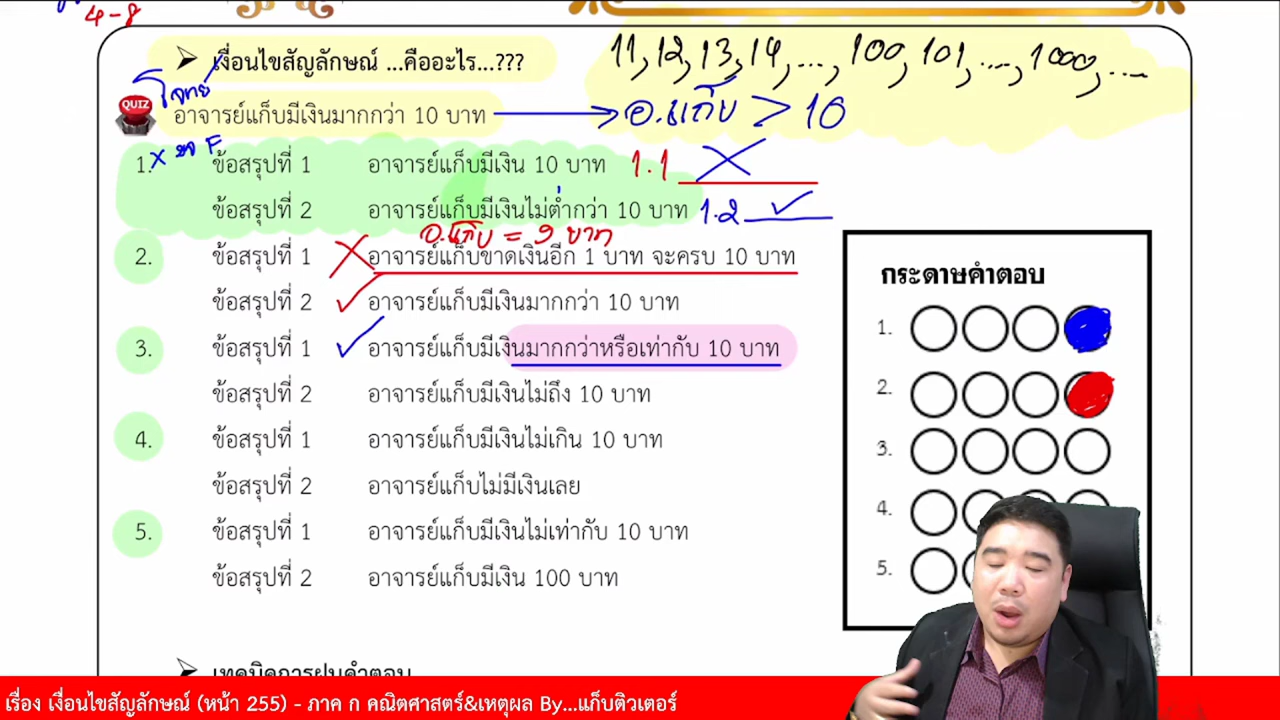 4-8
➢ เงื่อนไขสัญลักษณ์ ...คืออะไร...??? 11, 12, 13, 14, ..., 100, 101, ...., 1000, ....
โจทย์
QUIZ อาจารย์แก็บมีเงินมากกว่า 10 บาท อ.แก็บ > 10
1. ข้อสรุปที่ 1 อาจารย์แก็บมีเงิน 10 บาท 1.1 X
ข้อสรุปที่ 2 อาจารย์แก็บมีเงินไม่ต่ำกว่า 10 บาท 1.2 ✓
อ.แก็บ = 9 บาท
2. ข้อสรุปที่ 1 X อาจารย์แก็บขาดเงินอีก 1 บาท จะครบ 10 บาท
ข้อสรุปที่ 2 ✓ อาจารย์แก็บมีเงินมากกว่า 10 บาท
3. ข้อสรุปที่ 1 ✓ อาจารย์แก็บมีเงินมากกว่าหรือเท่ากับ 10 บาท
ข้อสรุปที่ 2 อาจารย์แก็บมีเงินไม่ถึง 10 บาท
4. ข้อสรุปที่ 1 อาจารย์แก็บมีเงินไม่เกิน 10 บาท
ข้อสรุปที่ 2 อาจารย์แก็บไม่มีเงินเลย
5. ข้อสรุปที่ 1 อาจารย์แก็บมีเงินไม่เท่ากับ 10 บาท
ข้อสรุปที่ 2 อาจารย์แก็บมีเงิน 100 บาท
กระดาษคำตอบ
1.
2.
3.
4.
5.
➢ เทคนิคการฝนคำตอบ
เรื่อง เงื่อนไขสัญลักษณ์ (หน้า 255) - ภาค ก คณิตศาสตร์&เหตุผล By...แก็บติวเตอร์